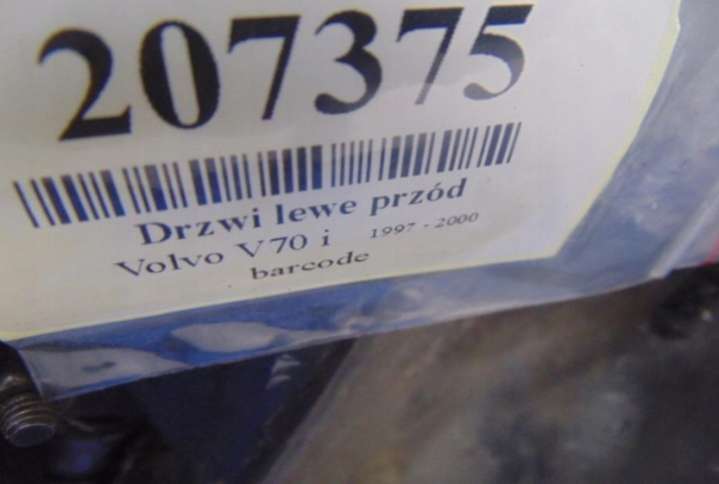 207375
Drzwi lewe przód
Volvo V70 i 1997 - 2000
barcode